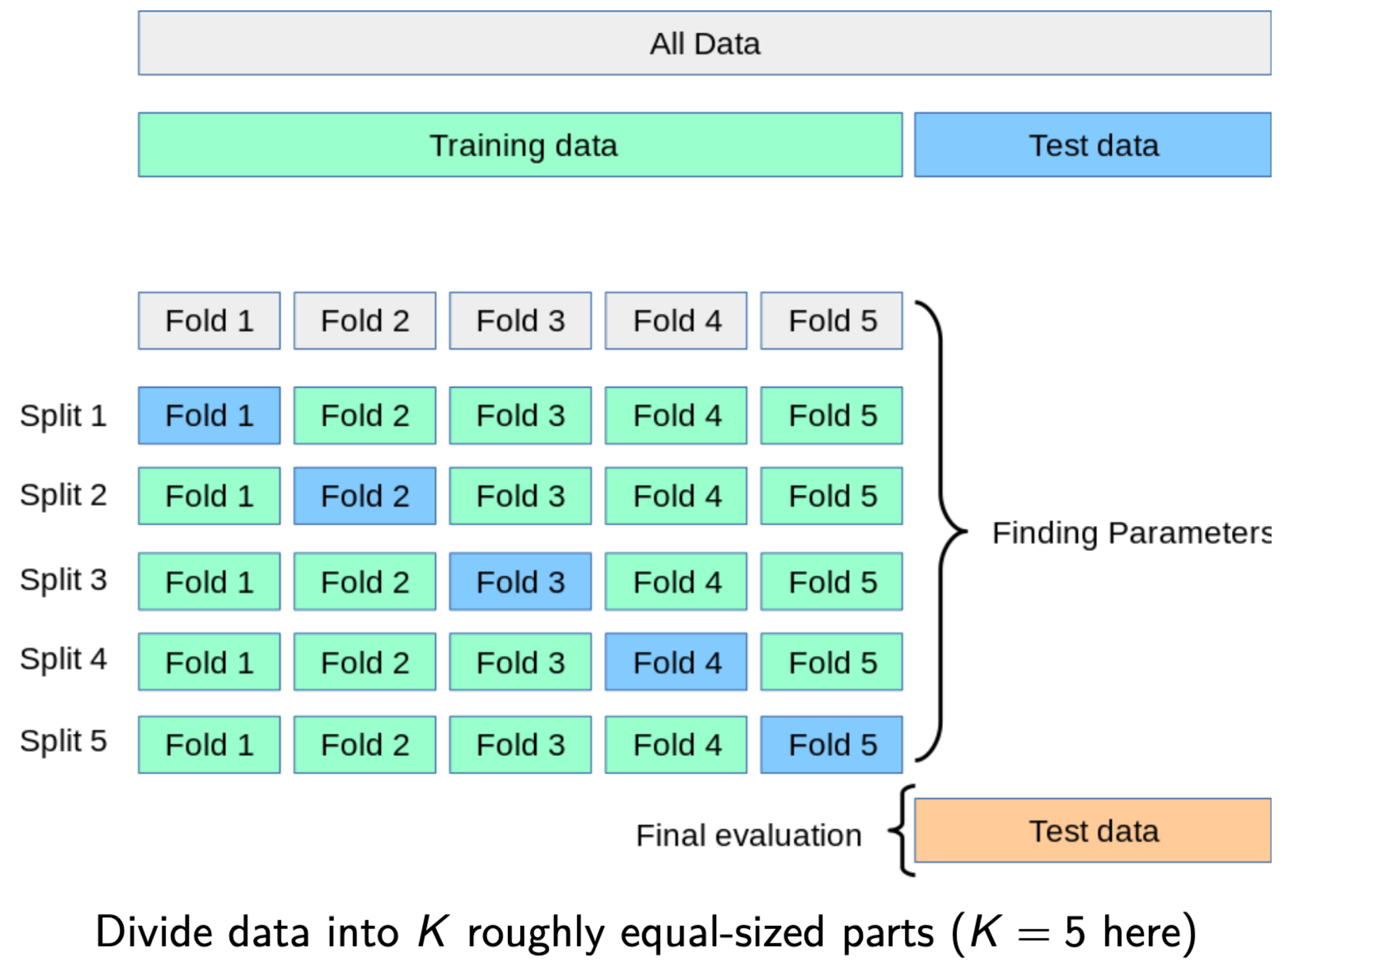 All Data
Training data Test data
Fold 1 Fold 2 Fold 3 Fold 4 Fold 5
Split 1 Fold 1 Fold 2 Fold 3 Fold 4 Fold 5
Split 2 Fold 1 Fold 2 Fold 3 Fold 4 Fold 5
Finding Parameters
Split 3 Fold 1 Fold 2 Fold 3 Fold 4 Fold 5
Split 4 Fold 1 Fold 2 Fold 3 Fold 4 Fold 5
Split 5 Fold 1 Fold 2 Fold 3 Fold 4 Fold 5
Final evaluation Test data
Divide data into K roughly equal-sized parts (K = 5 here)